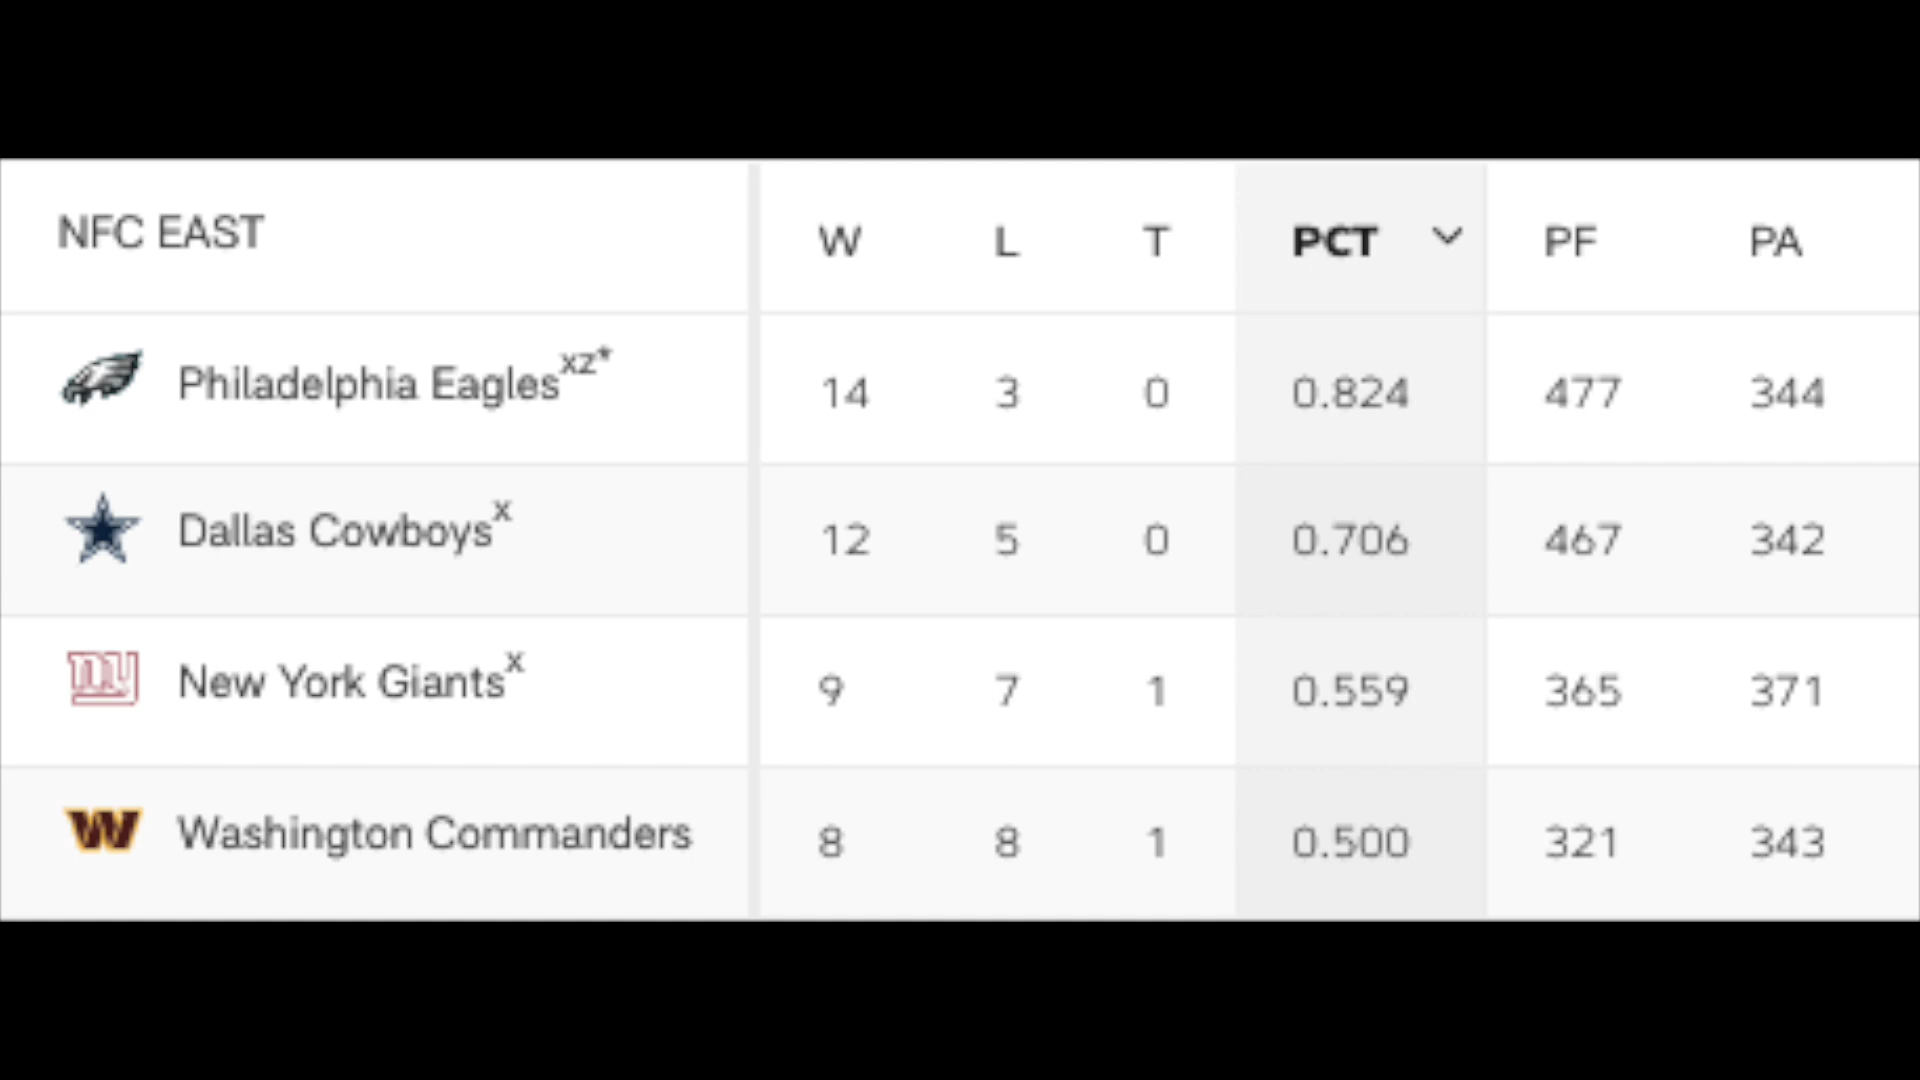 NFC EAST W L T PCT PF PA
Philadelphia Eagles xz* 14 3 0 0.824 477 344
Dallas Cowboys x 12 5 0 0.706 467 342
New York Giants x 9 7 1 0.559 365 371
Washington Commanders 8 8 1 0.500 321 343